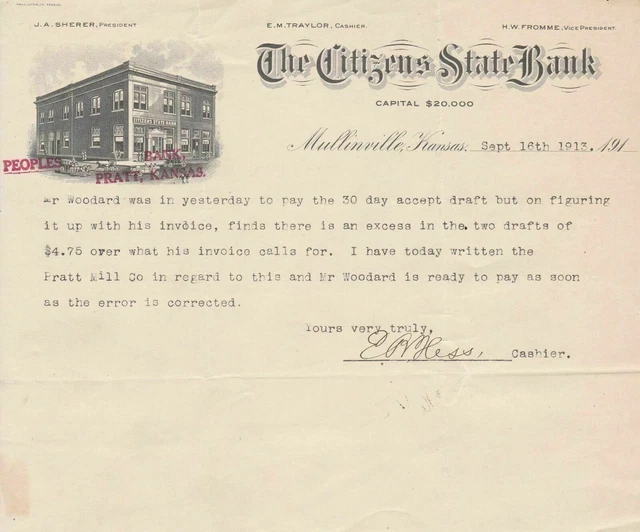 J. A. SHERER, PRESIDENT
E. M. TRAYLOR, CASHIER.
H. W. FROMME, VICE PRESIDENT.
The Citizens State Bank
CAPITAL $20.000
CITIZENS STATE BANK
Mullinville, Kansas. Sept 16th 1913. 191
PEOPLES BANK,
PRATT, KANSAS.
Mr Woodard was in yesterday to pay the 30 day accept draft but on figuring
it up with his invoice, finds there is an excess in the two drafts of
$4.75 over what his invoice calls for. I have today written the
Pratt Mill Co in regard to this and Mr Woodard is ready to pay as soon
as the error is corrected.
Yours very truly,
Hess, Cashier.